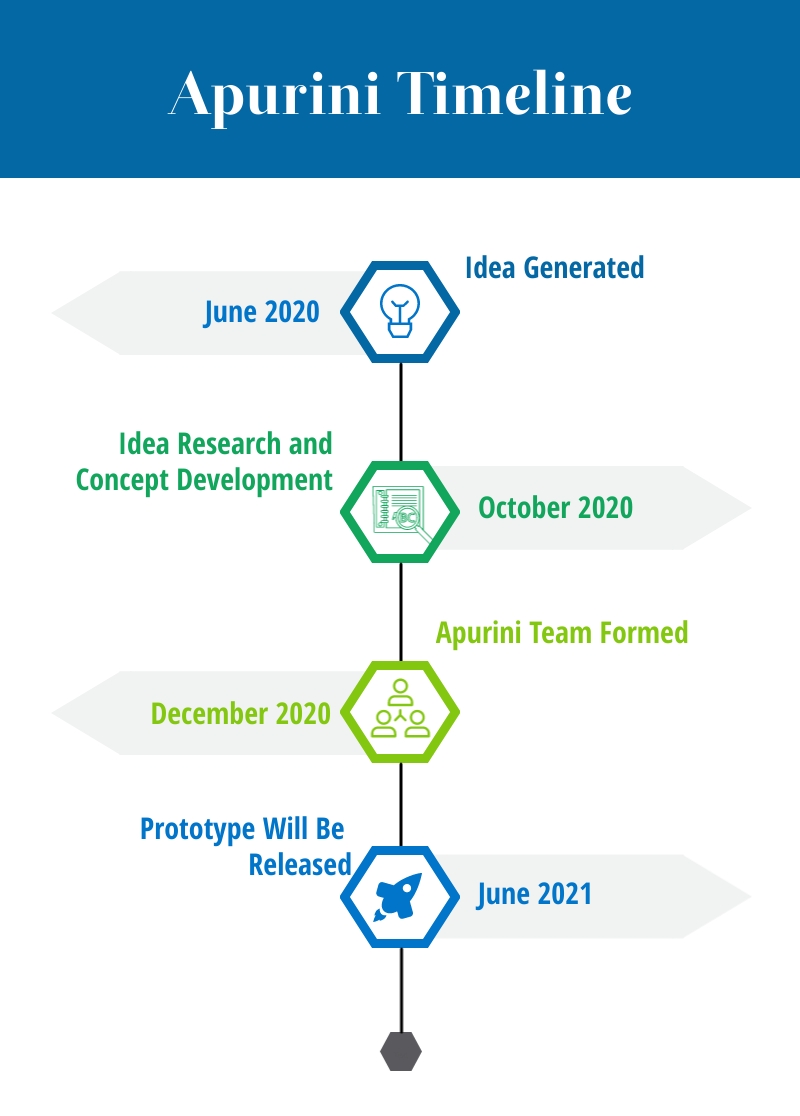 Apurini Timeline
Idea Generated
June 2020
Idea Research and
Concept Development
October 2020
Apurini Team Formed
December 2020
Prototype Will Be
Released
June 2021